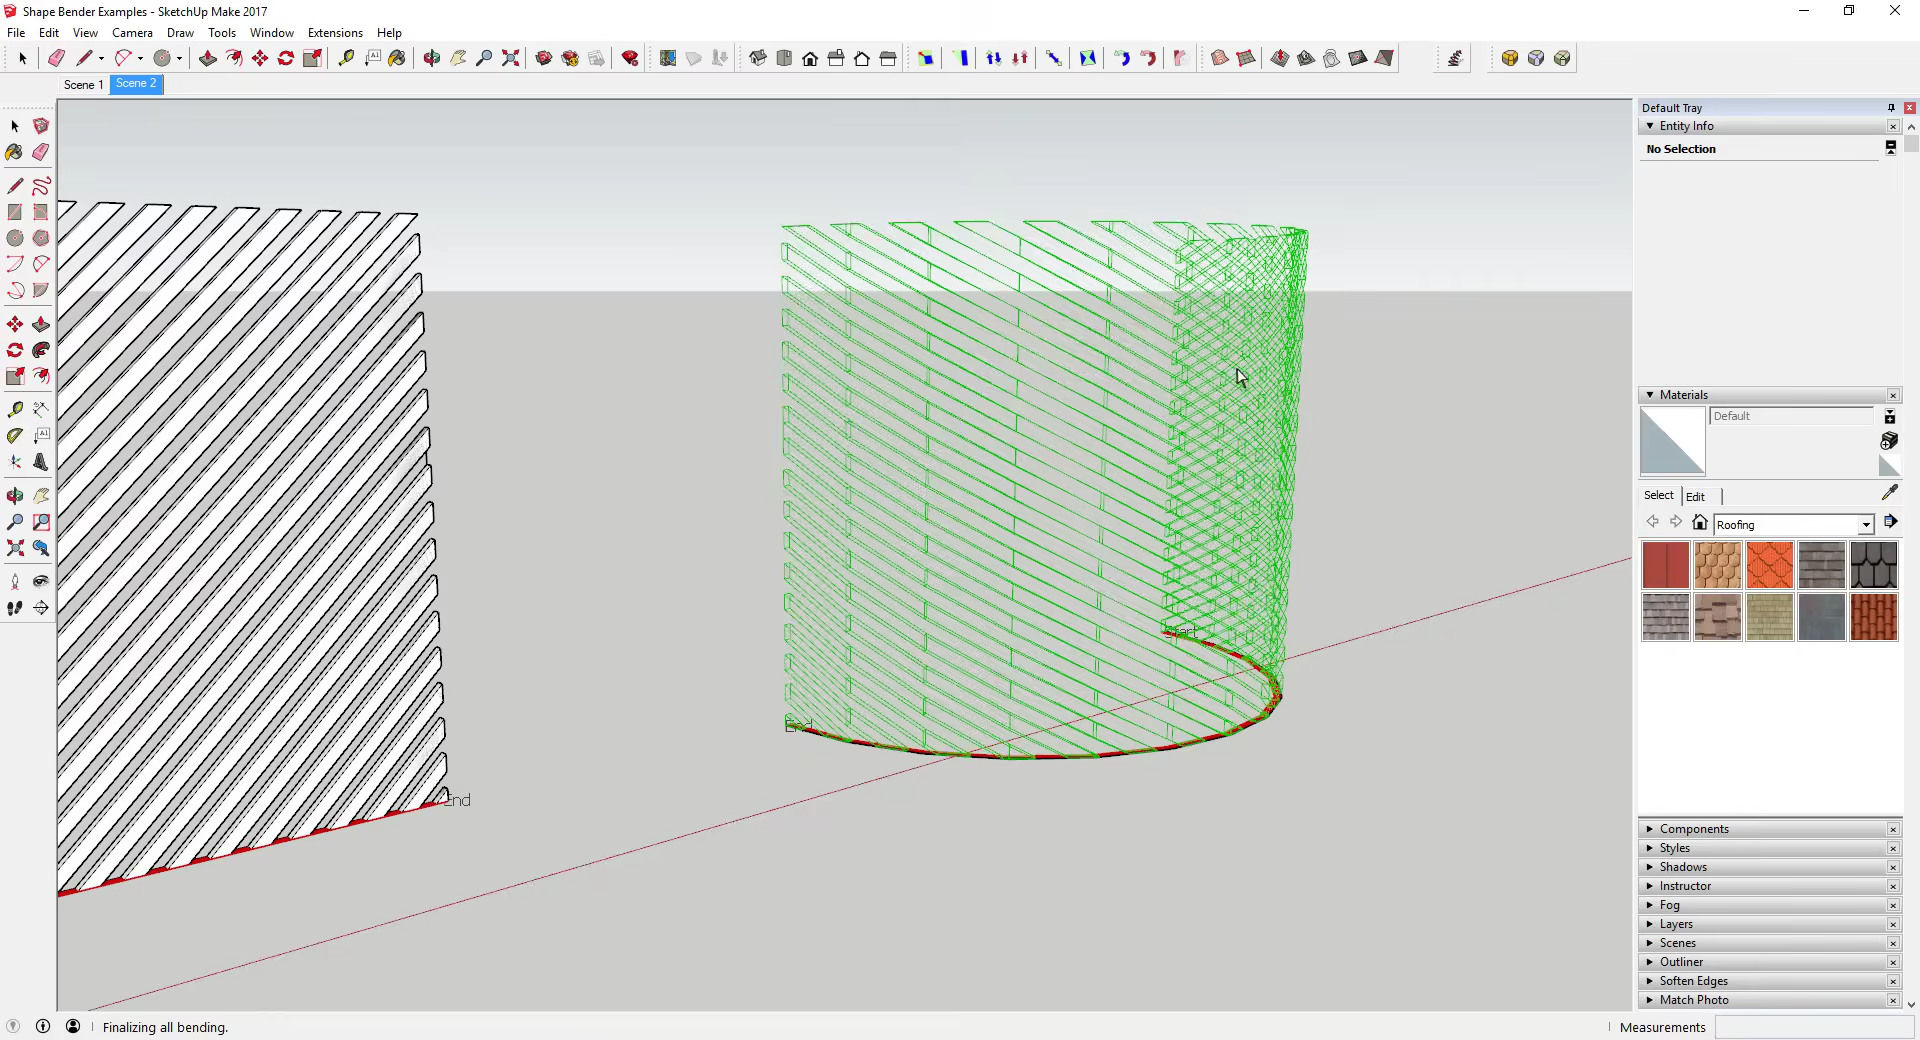 Shape Bender Examples - SketchUp Make 2017
File Edit View Camera Draw Tools Window Extensions Help
Scene 1 Scene 2
Default Tray
Entity Info
No Selection
Start
End
End
Materials
Default
Select Edit
Roofing
Components
Styles
Shadows
Instructor
Fog
Layers
Scenes
Outliner
Soften Edges
Match Photo
Finalizing all bending.
Measurements